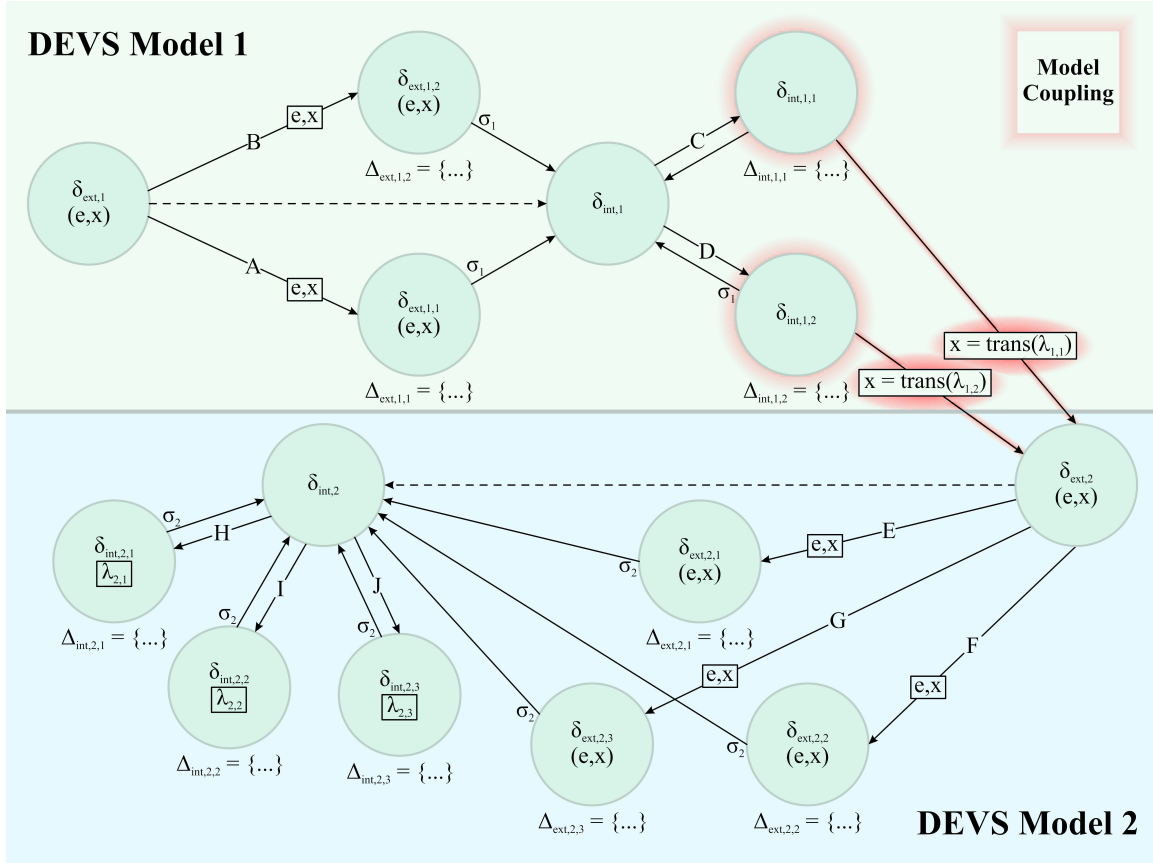 DEVS Model 1
Model
Coupling
δext,1
(e,x)
B
e,x
A
e,x
δext,1,2
(e,x)
Δext,1,2 = {...}
σ1
δext,1,1
(e,x)
Δext,1,1 = {...}
σ1
δint,1
C
D
σ1
δint,1,1
Δint,1,1 = {...}
δint,1,2
Δint,1,2 = {...}
x = trans(λ1,1)
x = trans(λ1,2)
δint,2
δext,2
(e,x)
σ2
H
δint,2,1
λ2,1
Δint,2,1 = {...}
I
σ2
δint,2,2
λ2,2
Δint,2,2 = {...}
J
σ2
δint,2,3
λ2,3
Δint,2,3 = {...}
E
e,x
δext,2,1
(e,x)
σ2
Δext,2,1 = {...}
G
e,x
σ2
δext,2,3
(e,x)
Δext,2,3 = {...}
F
e,x
σ2
δext,2,2
(e,x)
Δext,2,2 = {...}
DEVS Model 2